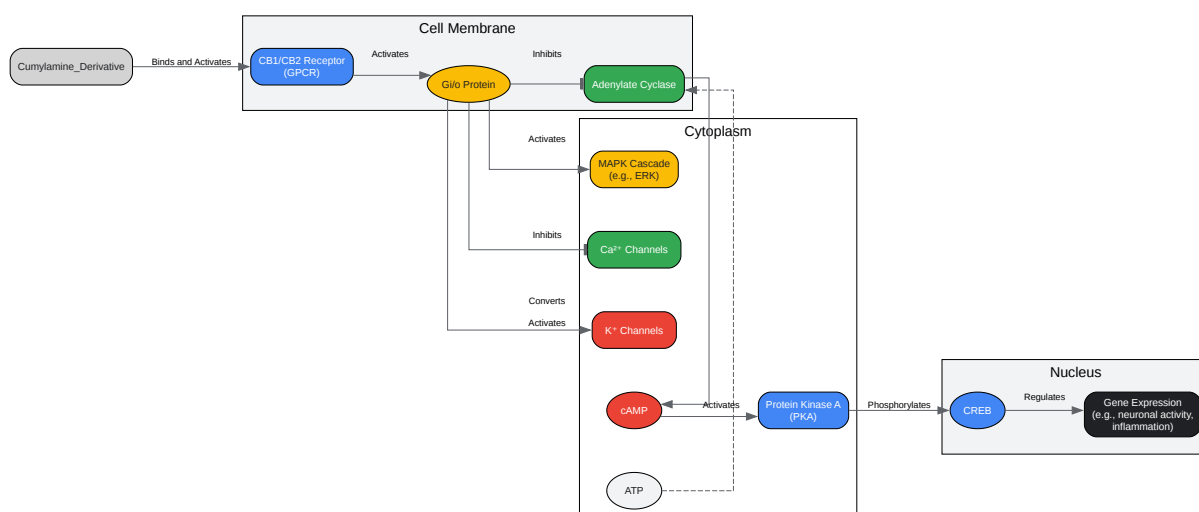 Cell Membrane
Cumylamine_Derivative
Binds and Activates
CB1/CB2 Receptor
(GPCR)
Activates
Gi/o Protein
Inhibits
Adenylate Cyclase
Cytoplasm
Activates
MAPK Cascade
(e.g., ERK)
Inhibits
Ca²⁺ Channels
Converts
Activates
K⁺ Channels
cAMP
Activates
Protein Kinase A
(PKA)
Phosphorylates
Nucleus
CREB
Regulates
Gene Expression
(e.g., neuronal activity,
inflammation)
ATP